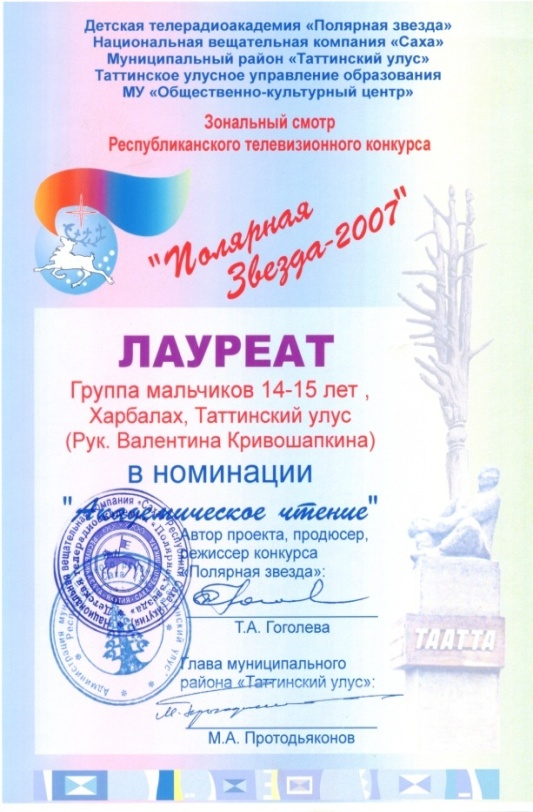 Детская телерадиоакадемия «Полярная звезда»
Национальная вещательная компания «Саха»
Муниципальный район «Таттинский улус»
Таттинское улусное управление образования
МУ «Общественно-культурный центр»
Зональный смотр
Республиканского телевизионного конкурса
"Полярная
Звезда-2007"
ЛАУРЕАТ
Группа мальчиков 14-15 лет ,
Харбалах, Таттинский улус
(Рук. Валентина Кривошапкина)
в номинации
"Академическое чтение"
Автор проекта, продюсер,
режиссер конкурса
«Полярная звезда»:
Т.А. Гоголева
ТААТТА
Глава муниципального
района «Таттинский улус»:
М.А. Протодьяконов